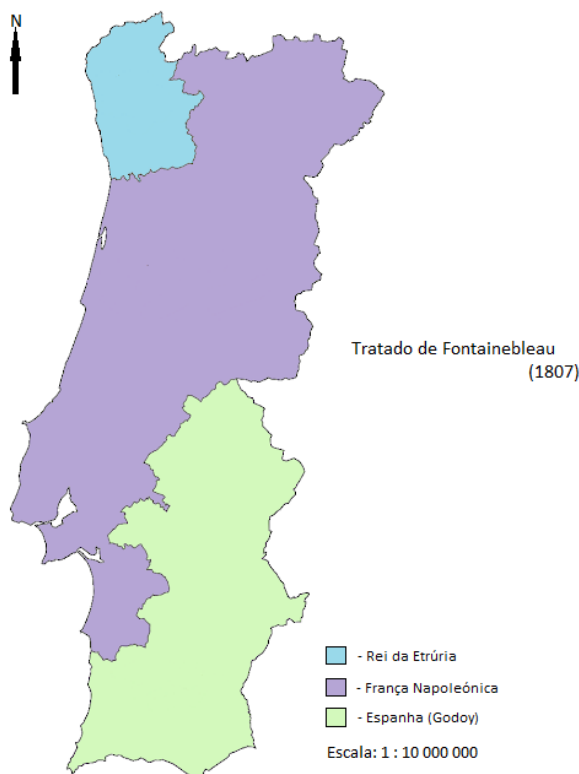 N
Tratado de Fontainebleau
(1807)
- Rei da Etrúria
- França Napoleónica
- Espanha (Godoy)
Escala: 1 : 10 000 000